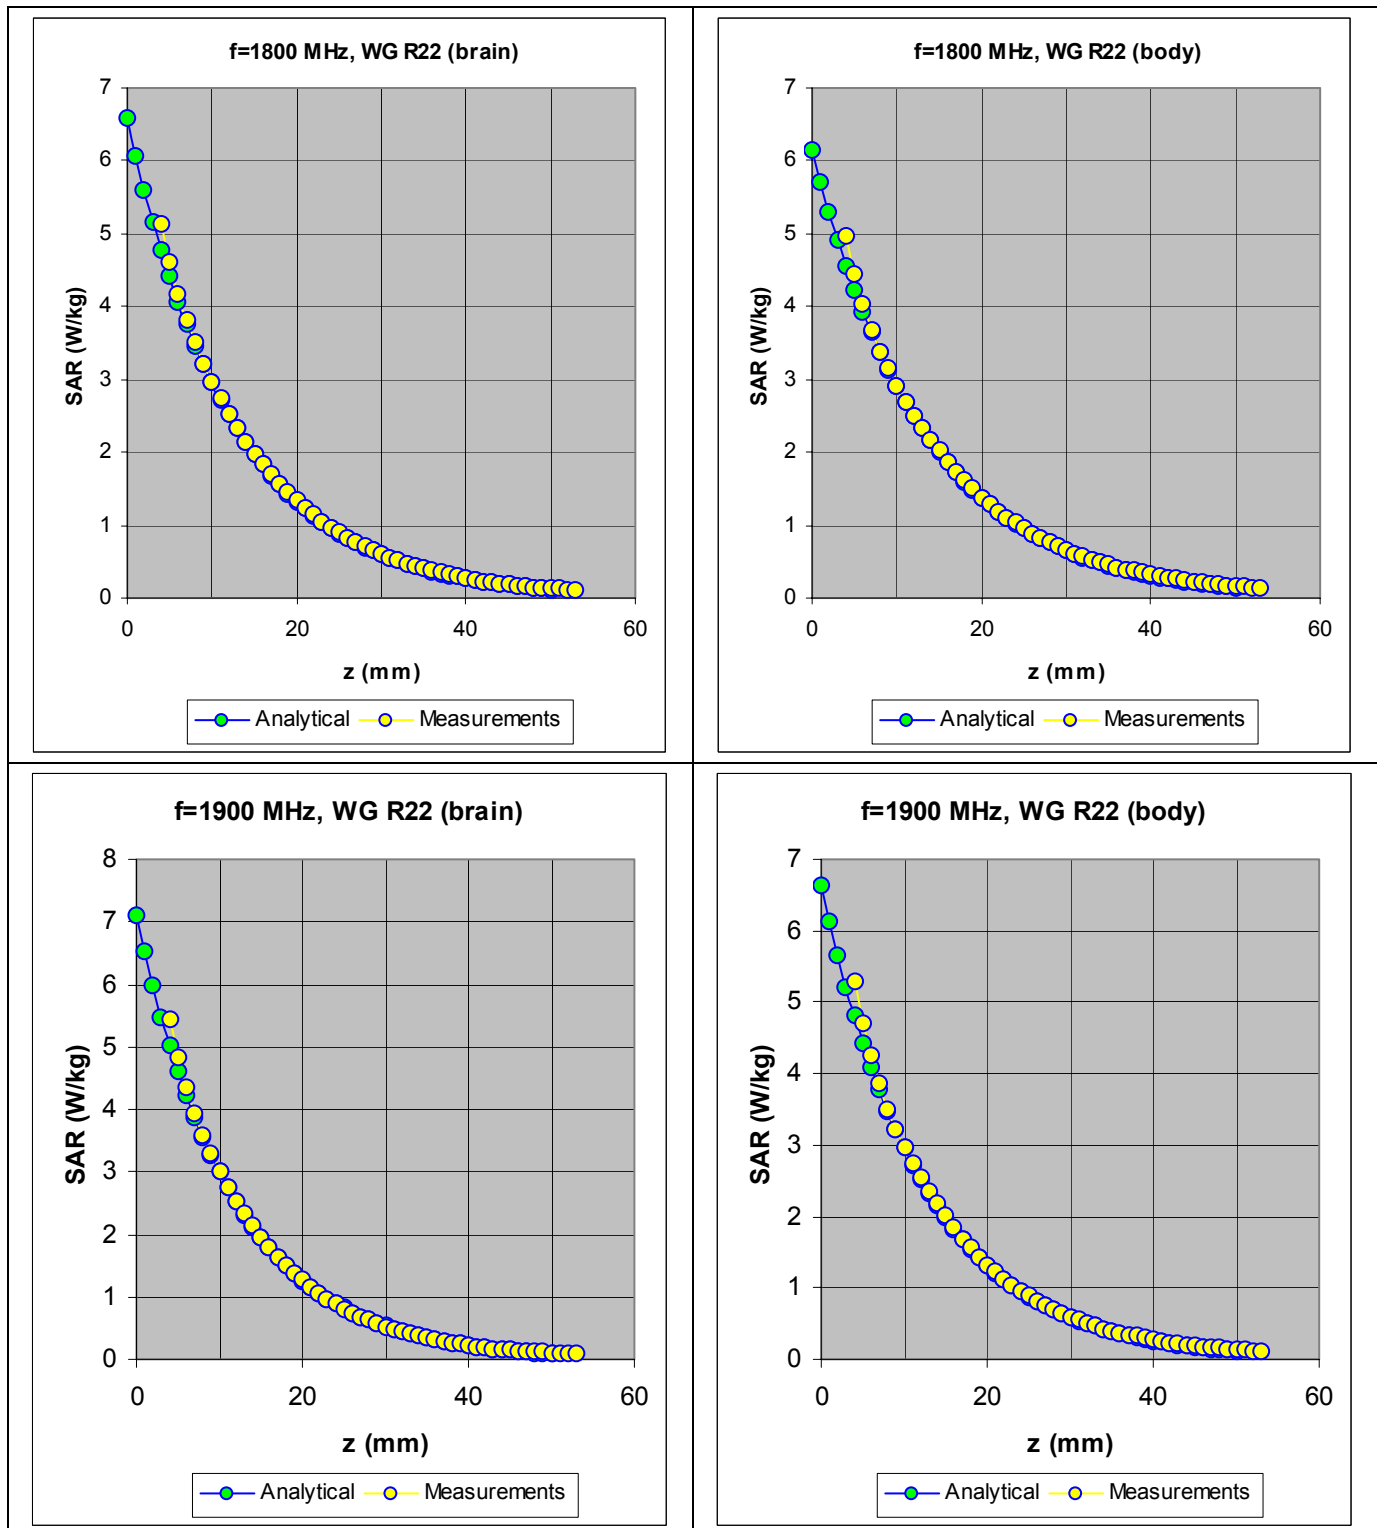 f=1800 MHz, WG R22 (brain)
7
6
5
4
3
2
1
0
SAR (W/kg)
0 20 40 60
z (mm)
Analytical Measurements
f=1800 MHz, WG R22 (body)
7
6
5
4
3
2
1
0
SAR (W/kg)
0 20 40 60
z (mm)
Analytical Measurements
f=1900 MHz, WG R22 (brain)
8
7
6
5
4
3
2
1
0
SAR (W/kg)
0 20 40 60
z (mm)
Analytical Measurements
f=1900 MHz, WG R22 (body)
7
6
5
4
3
2
1
0
SAR (W/kg)
0 20 40 60
z (mm)
Analytical Measurements